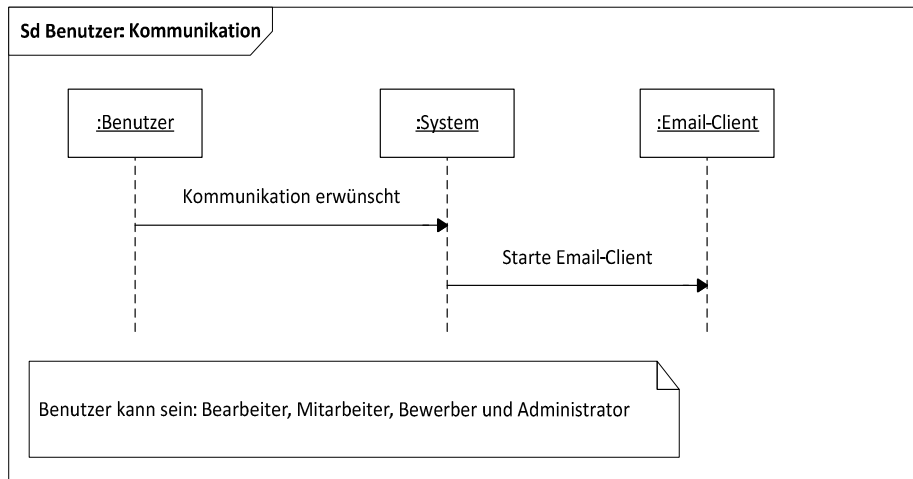 Sd Benutzer: Kommunikation
:Benutzer
:System
:Email-Client
Kommunikation erwünscht
Starte Email-Client
Benutzer kann sein: Bearbeiter, Mitarbeiter, Bewerber und Administrator